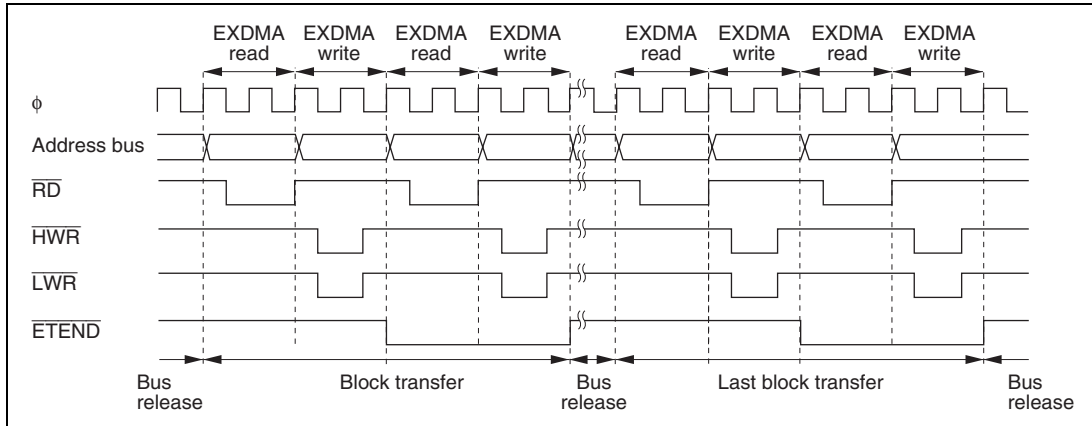 EXDMA EXDMA EXDMA EXDMA EXDMA EXDMA EXDMA EXDMA
read write read write read write read write
ϕ
Address bus
RD
HWR
LWR
ETEND
Bus Block transfer Bus Last block transfer Bus
release release release